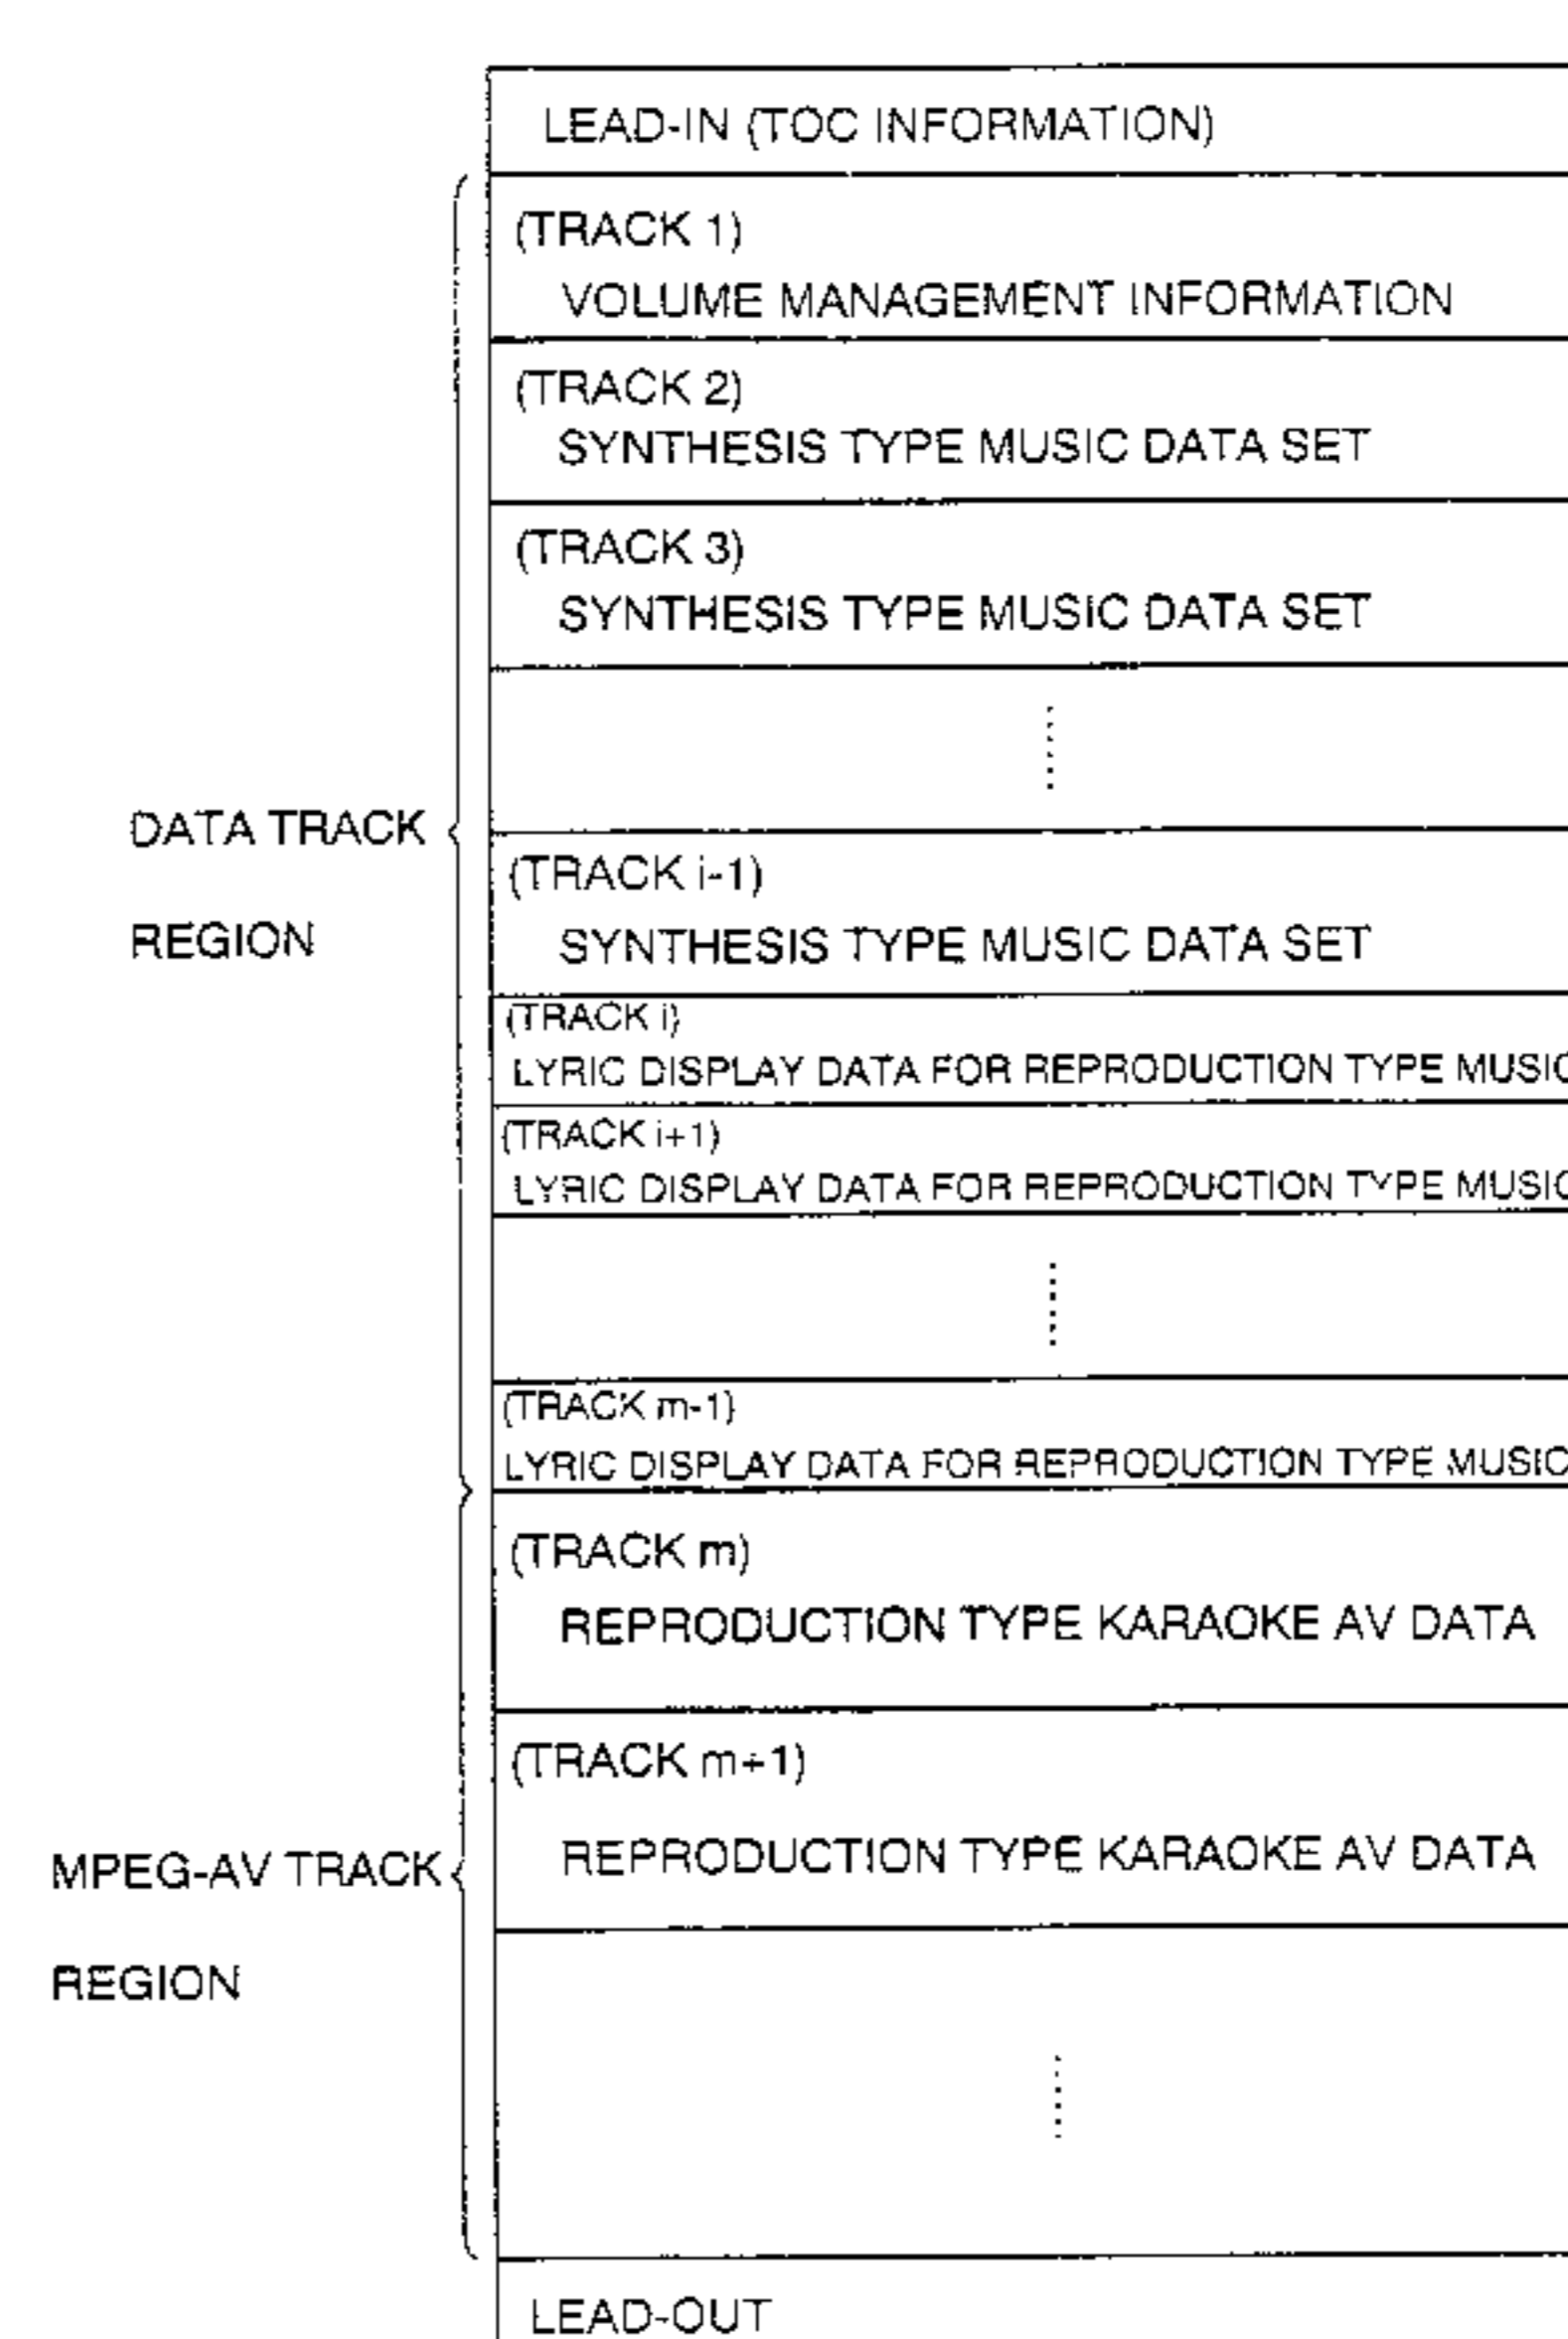 LEAD-IN (TOC INFORMATION)
(TRACK 1)
VOLUME MANAGEMENT INFORMATION
(TRACK 2)
SYNTHESIS TYPE MUSIC DATA SET
(TRACK 3)
SYNTHESIS TYPE MUSIC DATA SET
DATA TRACK
REGION
(TRACK i-1)
SYNTHESIS TYPE MUSIC DATA SET
(TRACK i)
LYRIC DISPLAY DATA FOR REPRODUCTION TYPE MUSIC
(TRACK i+1)
LYRIC DISPLAY DATA FOR REPRODUCTION TYPE MUSIC
(TRACK m-1)
LYRIC DISPLAY DATA FOR REPRODUCTION TYPE MUSIC
(TRACK m)
REPRODUCTION TYPE KARAOKE AV DATA
(TRACK m+1)
REPRODUCTION TYPE KARAOKE AV DATA
MPEG-AV TRACK
REGION
LEAD-OUT